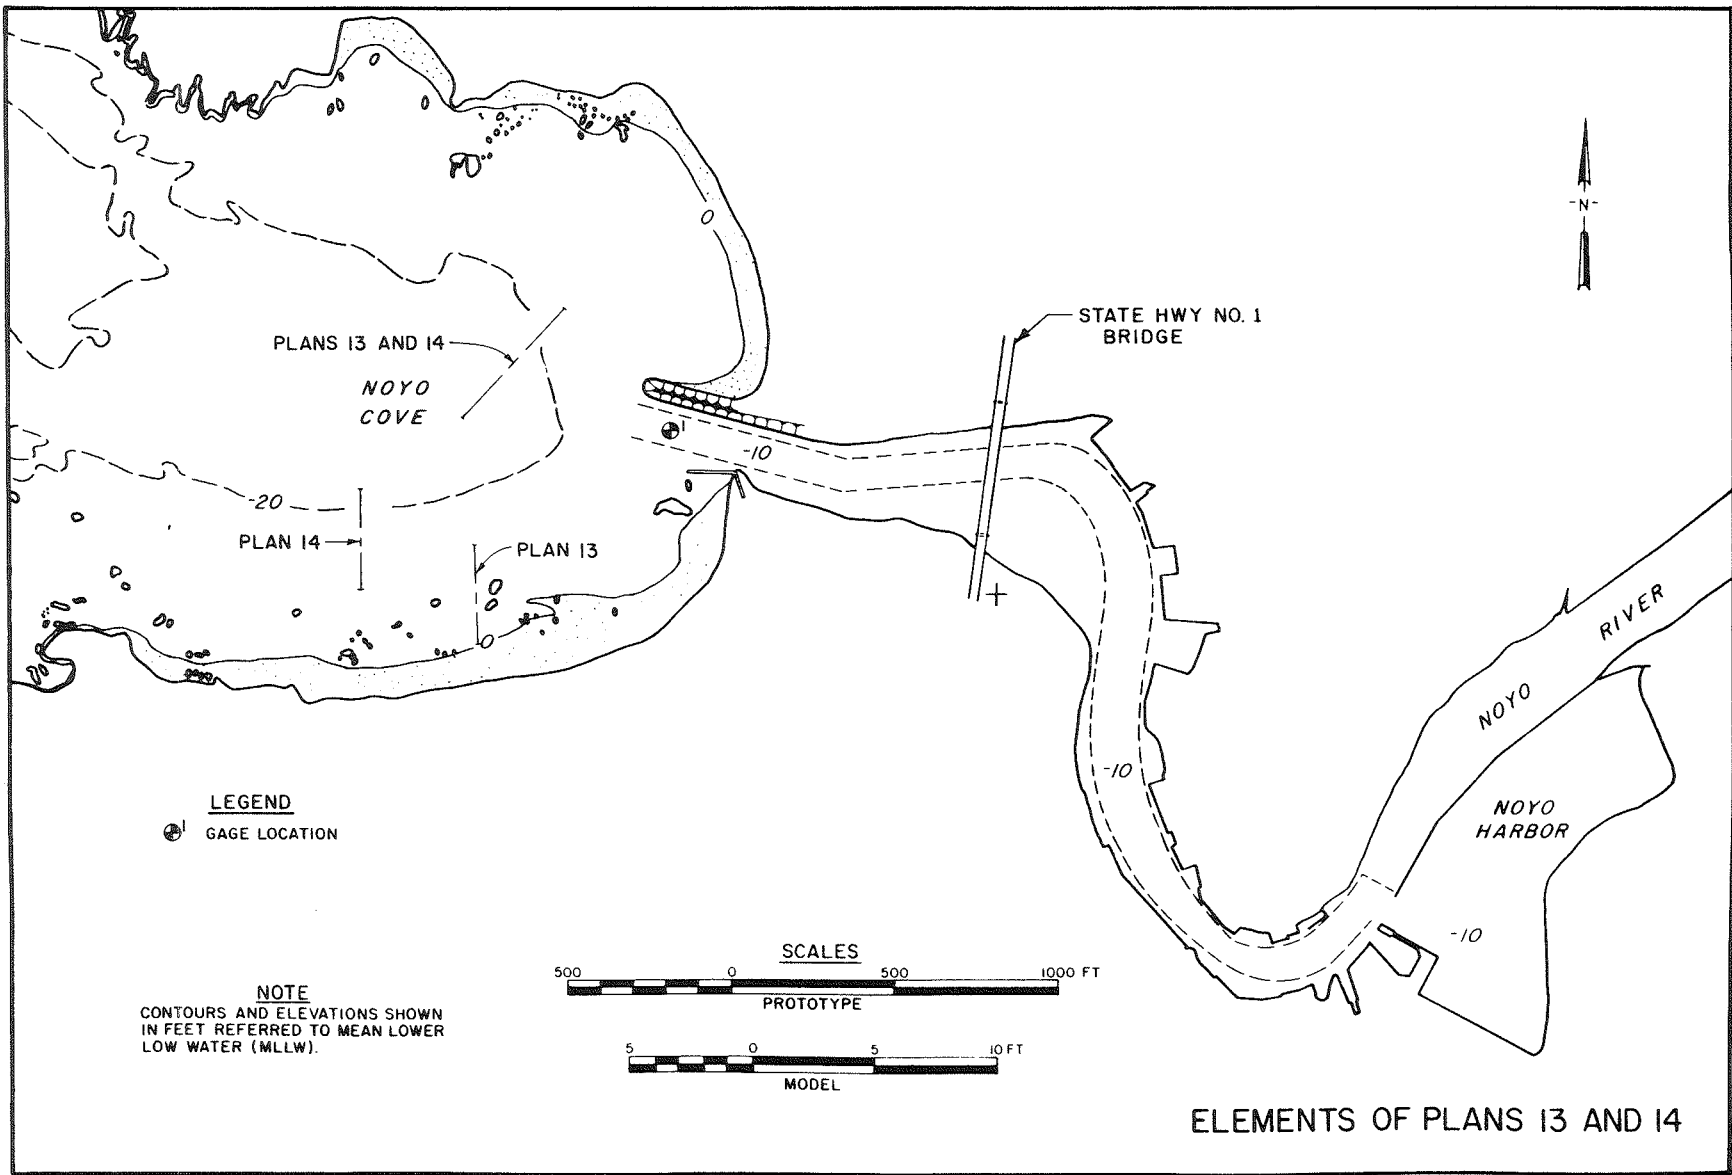 0
0
-N-
STATE HWY NO. 1
BRIDGE
PLANS 13 AND 14
NOYO
COVE
1
-10
-20
PLAN 14
PLAN 13
0
NOYO RIVER
-10
NOYO
HARBOR
-10
LEGEND
1 GAGE LOCATION
NOTE
CONTOURS AND ELEVATIONS SHOWN
IN FEET REFERRED TO MEAN LOWER
LOW WATER (MLLW).
SCALES
500 0 500 1000 FT
PROTOTYPE
5 0 5 10 FT
MODEL
ELEMENTS OF PLANS 13 AND 14